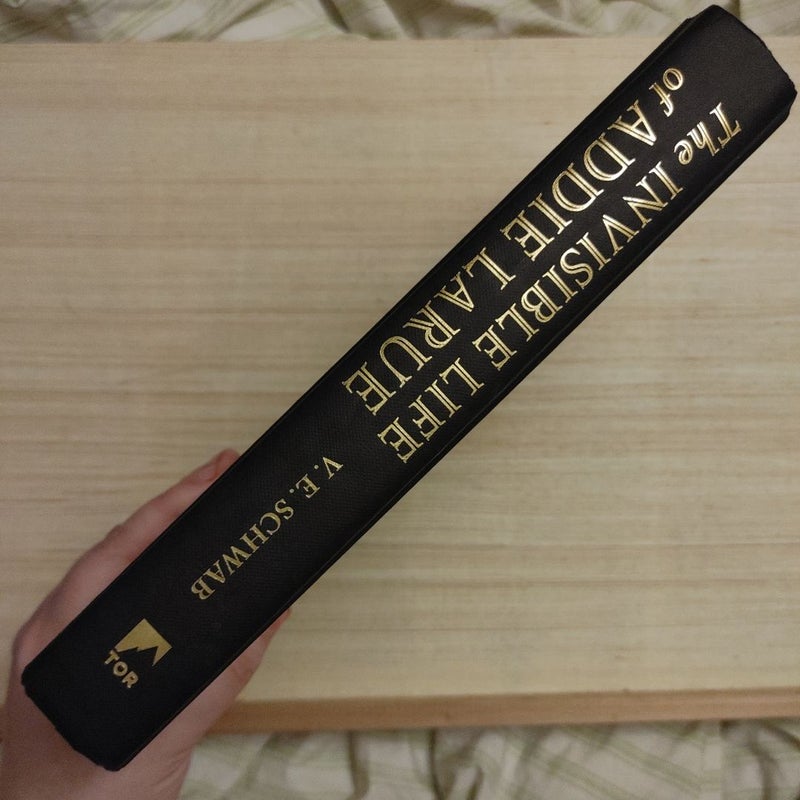 The INVISIBLE LIFE
of ADDIE LARUE
V. E. SCHWAB
TOR